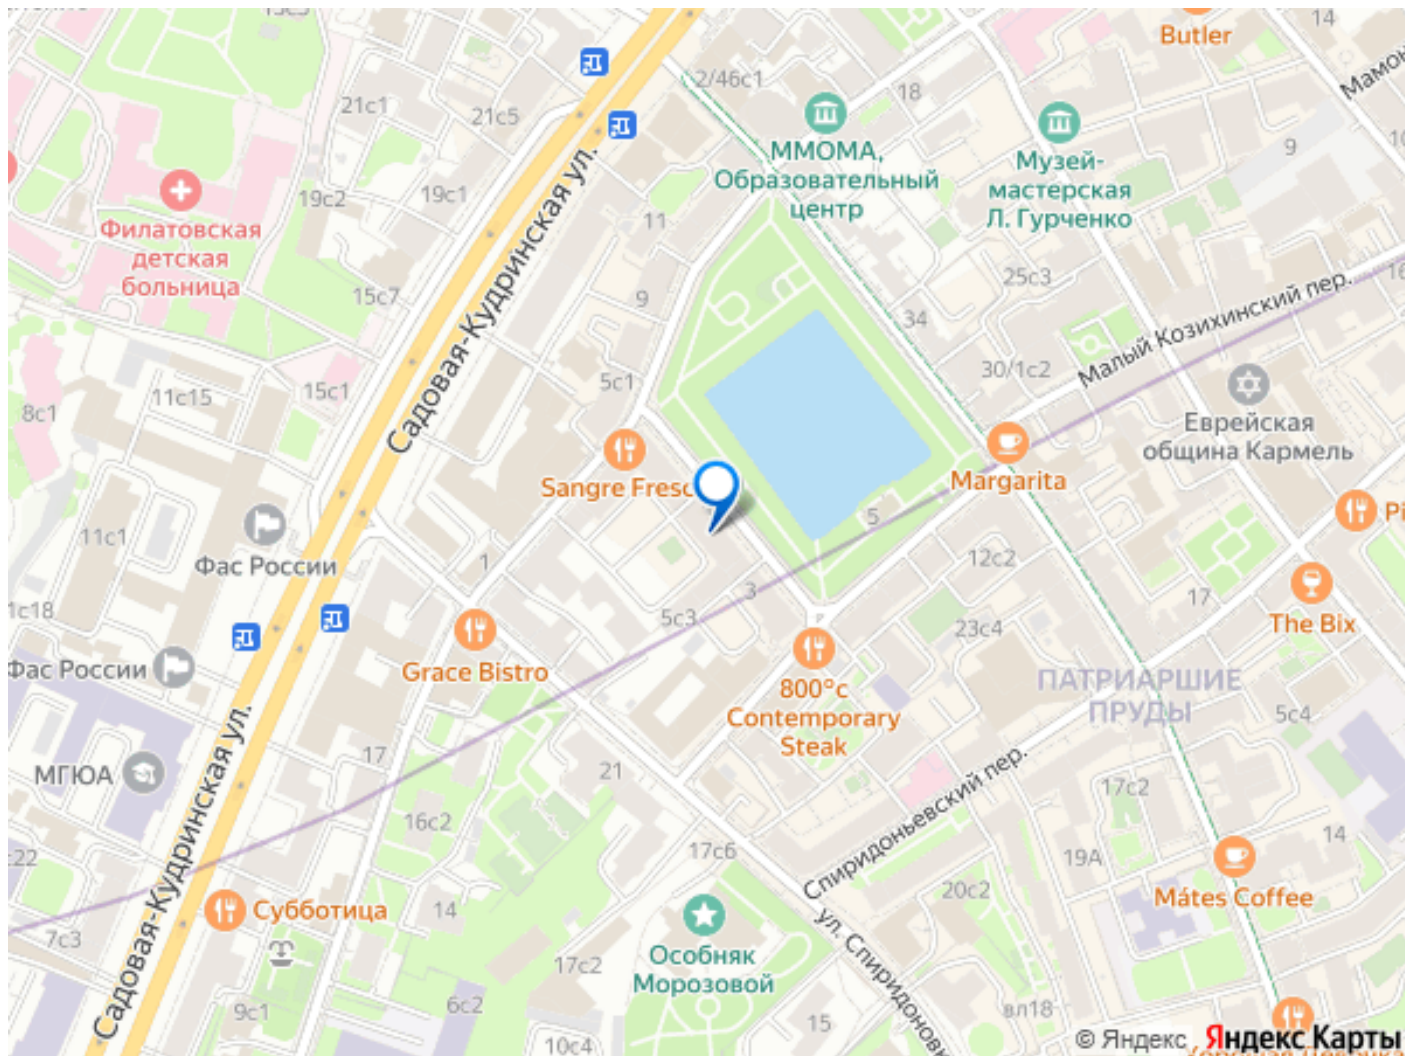 15с5
14
Butler
Мамон
2/46с1
18
21с1
21с5
9
ММОМА,
Образовательный
центр
Музей-
мастерская
Л. Гурченко
19с2
19с1
11
Филатовская
детская
больница
Садовая-Кудринская ул.
15с7
9
25с3
16
34
Малый Козихинский пер.
30/1с2
5с1
15с1
11с15
8с1
Еврейская
община Кармель
Margarita
Sangre Fresc
5
Pi
11с1
Фас России
1
12с2
3
17
1с18
5с3
23с4
The Bix
Фас России
Grace Bistro
800°с
Contemporary
Steak
ПАТРИАРШИЕ
ПРУДЫ
5с4
Садовая-Кудринская ул.
17
21
МГЮА
16с2
17с2
Спиридоньевский пер.
14
с22
17с6
19А
20с2
Mátes Coffee
Субботица
14
ул. Спиридоновк
7с3
Особняк
Морозовой
17с2
9с1
6с2
15
вл18
10с4
© Яндекс Яндекс Карты